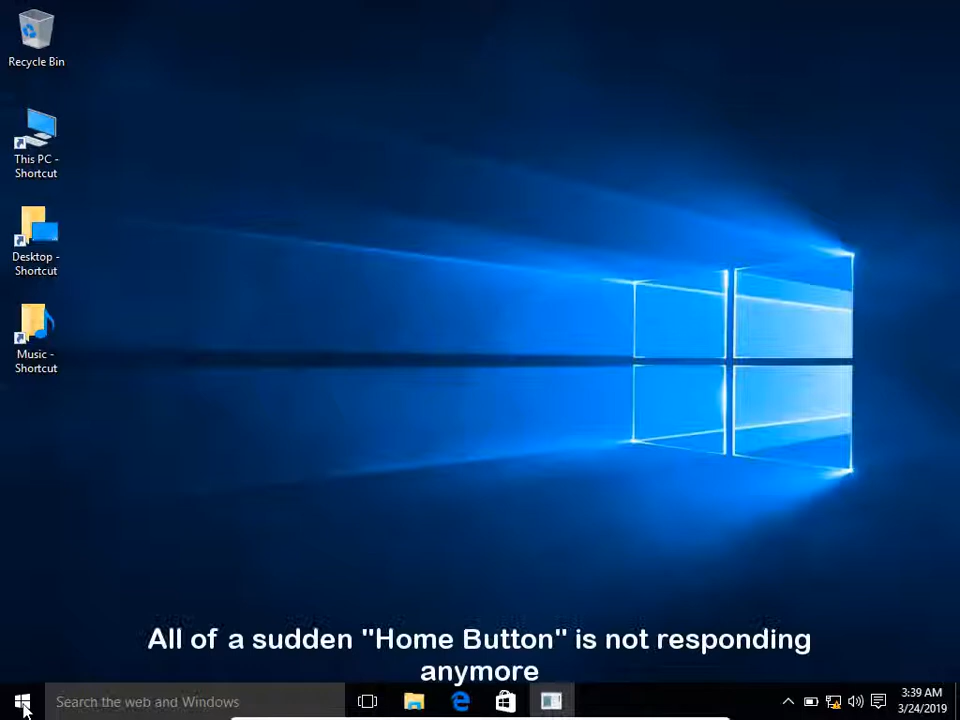 Recycle Bin
This PC -
Shortcut
Desktop -
Shortcut
Music -
Shortcut
All of a sudden "Home Button" is not responding
anymore
Search the web and Windows
3:39 AM
3/24/2019